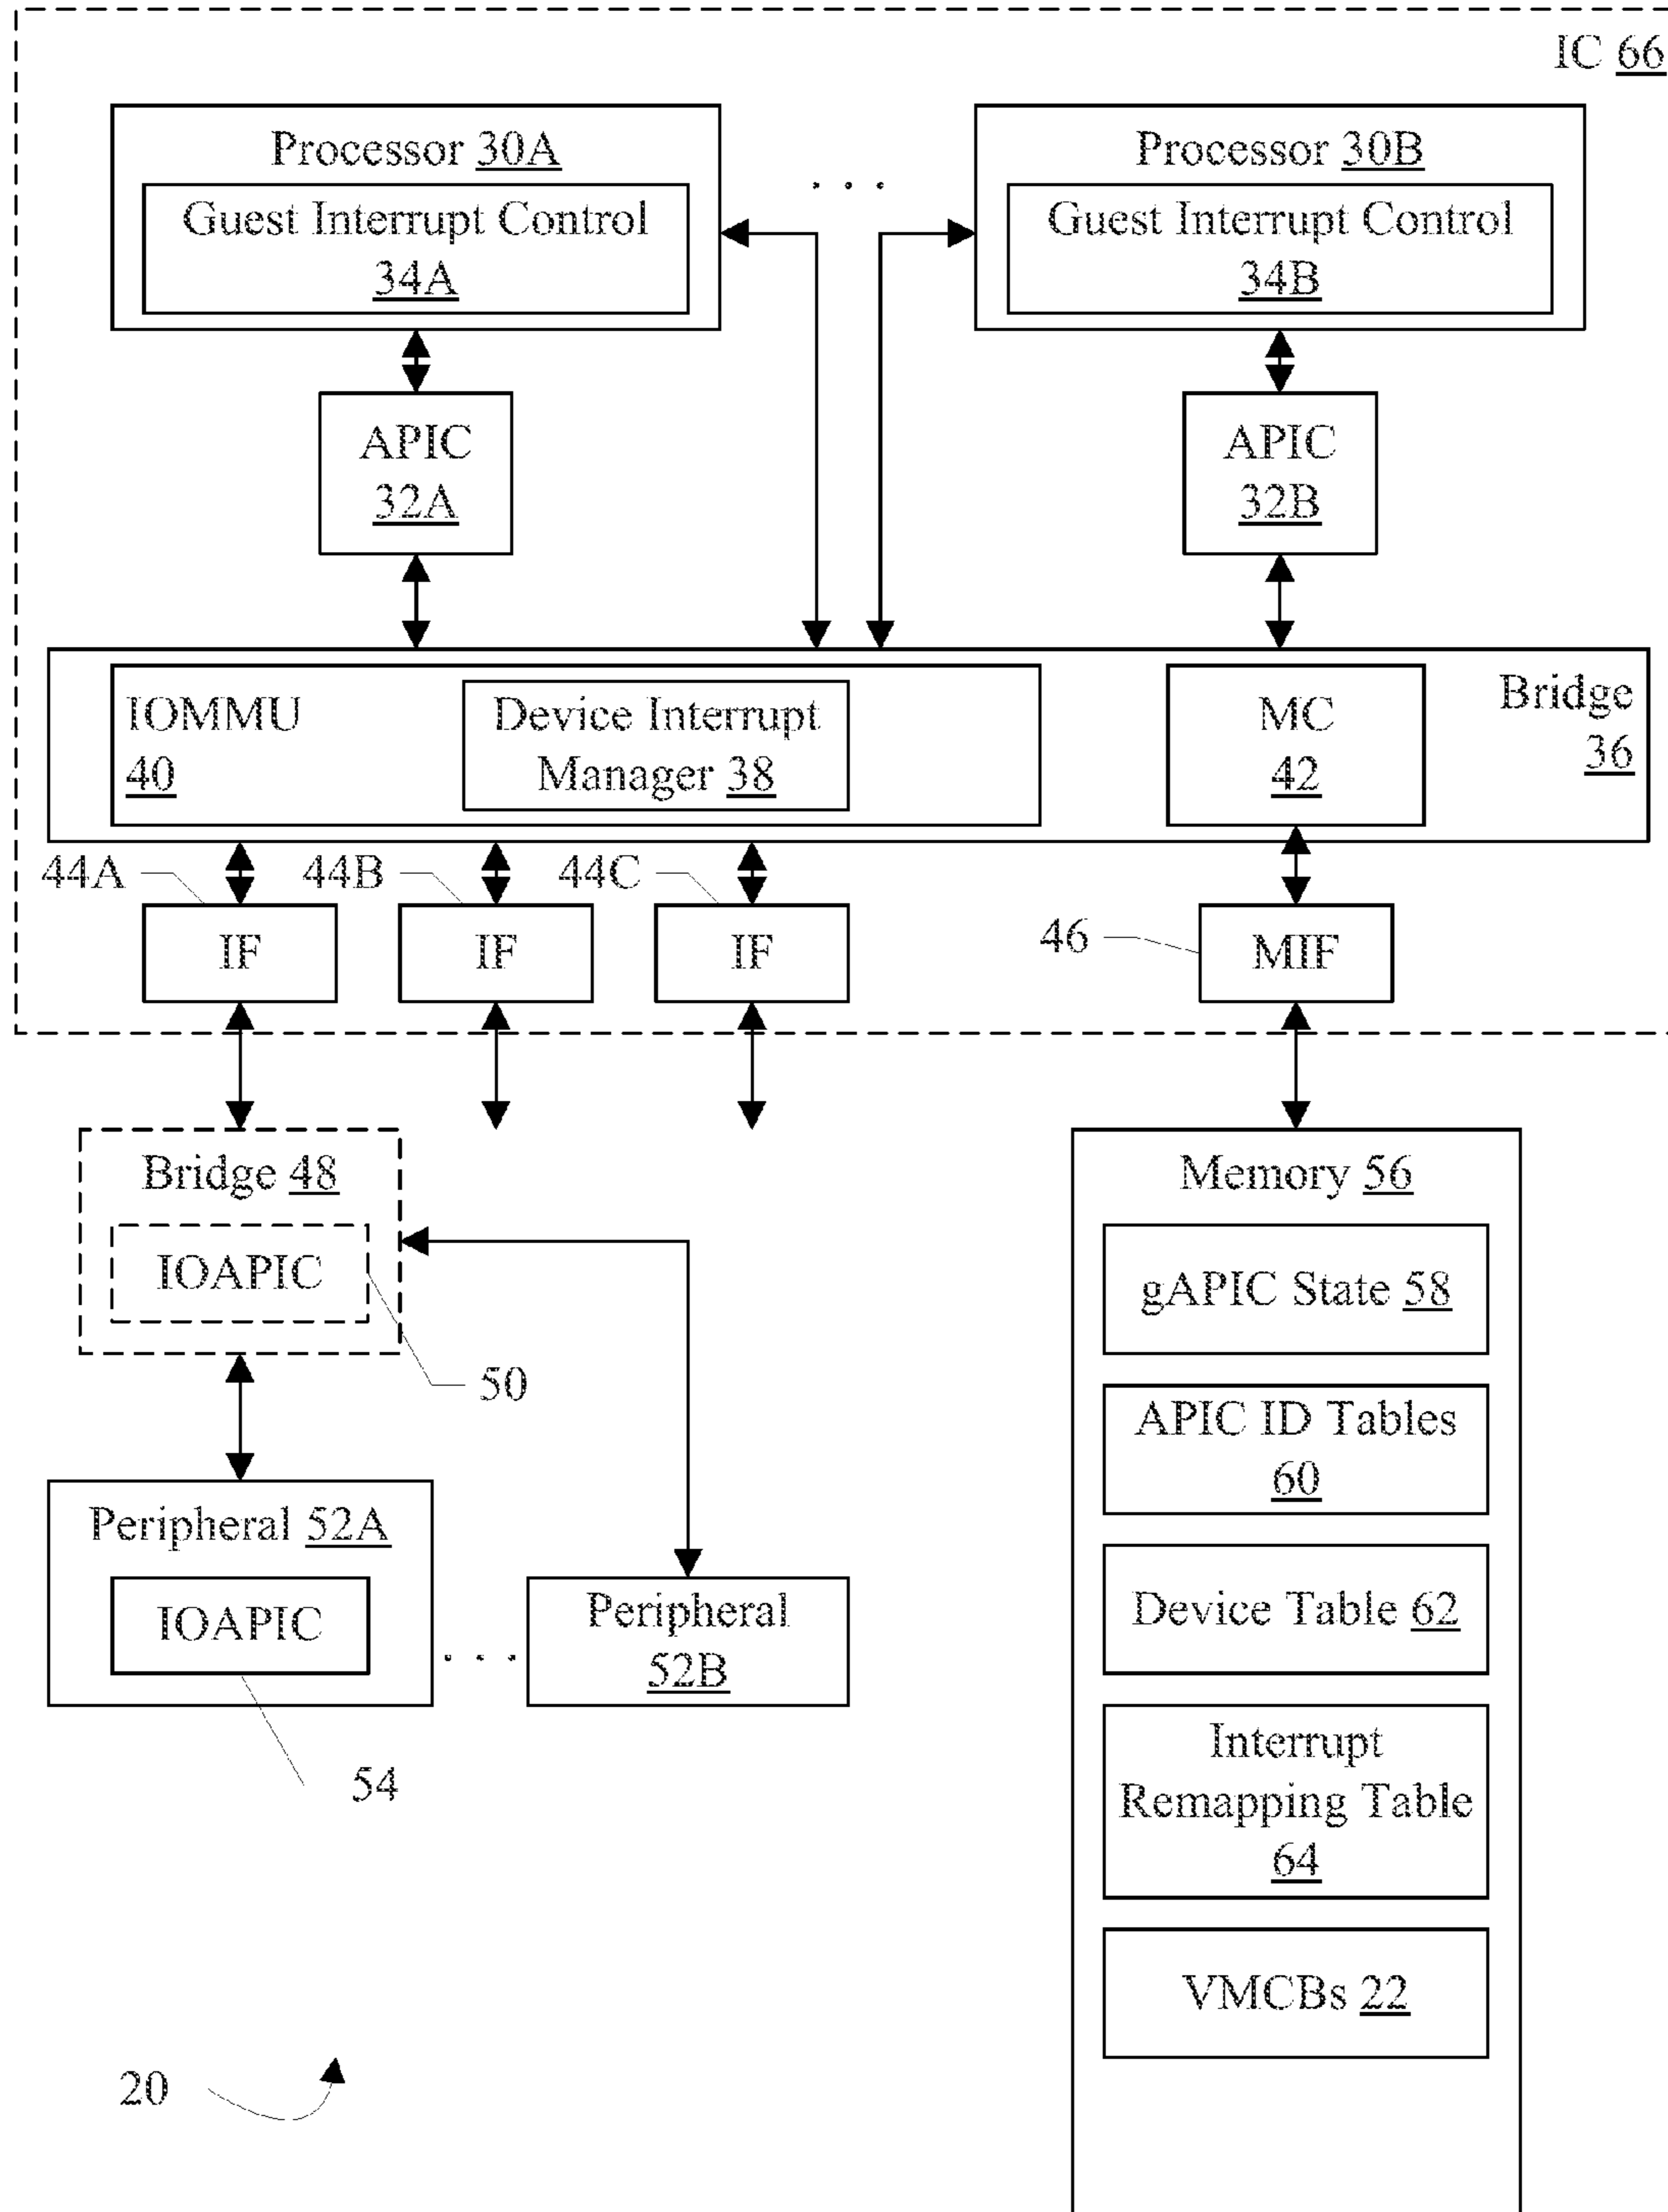 IC 66
Processor 30A
Guest Interrupt Control
34A
. . .
Processor 30B
Guest Interrupt Control
34B
APIC
32A
APIC
32B
IOMMU
40
Device Interrupt
Manager 38
MC
42
Bridge
36
44A
44B
44C
IF
IF
IF
46
MIF
Bridge 48
IOAPIC
50
Peripheral 52A
IOAPIC
54
. . .
Peripheral
52B
Memory 56
gAPIC State 58
APIC ID Tables
60
Device Table 62
Interrupt
Remapping Table
64
VMCBs 22
20